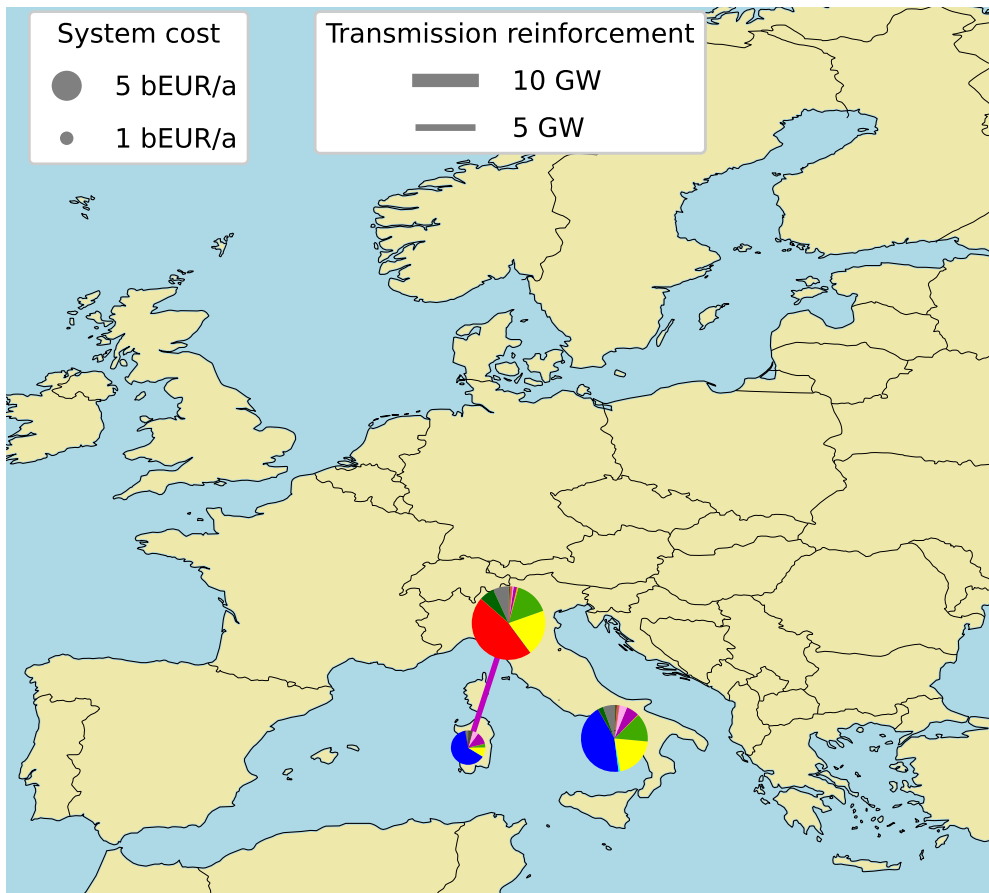 System cost
5 bEUR/a
1 bEUR/a
Transmission reinforcement
10 GW
5 GW